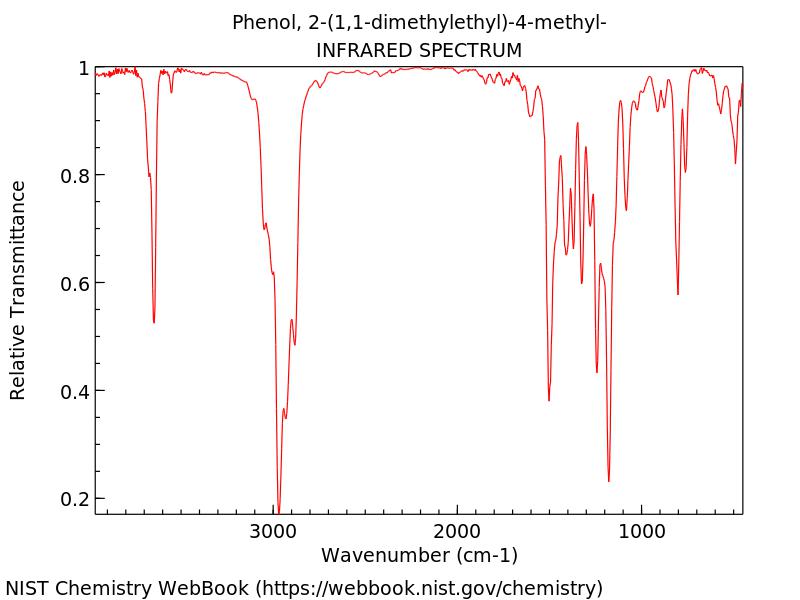 Phenol, 2-(1,1-dimethylethyl)-4-methyl-
INFRARED SPECTRUM
1
0.8
0.6
0.4
0.2
Relative Transmittance
3000 2000 1000
Wavenumber (cm-1)
NIST Chemistry WebBook (https://webbook.nist.gov/chemistry)